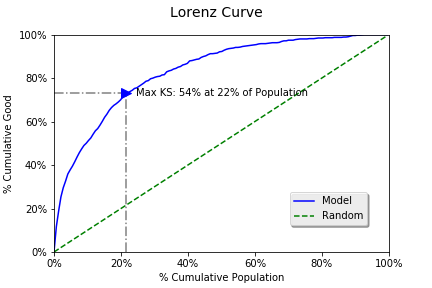 Lorenz Curve
100%
80%
60%
40%
20%
0%
% Cumulative Good
Max KS: 54% at 22% of Population
Model
Random
0%
20%
40%
60%
80%
100%
% Cumulative Population